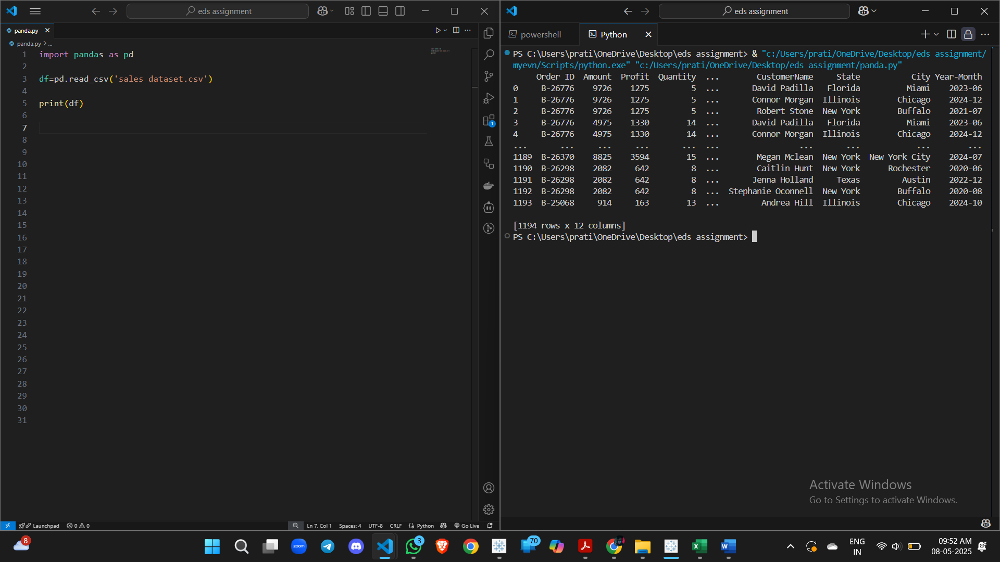 eds assignment
panda.py
panda.py > ...
1 import pandas as pd
2
3 df=pd.read_csv('sales dataset.csv')
4
5 print(df)
6
7
8
9
10
11
12
13
14
15
16
17
18
19
20
21
22
23
24
25
26
27
28
29
30
31
1
Launchpad 0 0 Ln 7, Col 1 Spaces: 4 UTF-8 CRLF Python Go Live
eds assignment
powershell Python
PS C:\Users\prati\OneDrive\Desktop\eds assignment> & "c:/Users/prati/OneDrive/Desktop/eds assignment/
myevn/Scripts/python.exe" "c:/Users/prati/OneDrive/Desktop/eds assignment/panda.py"
Order ID Amount Profit Quantity ... CustomerName State City Year-Month
0 B-26776 9726 1275 5 ... David Padilla Florida Miami 2023-06
1 B-26776 9726 1275 5 ... Connor Morgan Illinois Chicago 2024-12
2 B-26776 9726 1275 5 ... Robert Stone New York Buffalo 2021-07
3 B-26776 4975 1330 14 ... David Padilla Florida Miami 2023-06
4 B-26776 4975 1330 14 ... Connor Morgan Illinois Chicago 2024-12
... ... ... ... ... ... ... ... ... ...
1189 B-26370 8825 3594 15 ... Megan Mclean New York New York City 2024-07
1190 B-26298 2082 642 8 ... Caitlin Hunt New York Rochester 2020-06
1191 B-26298 2082 642 8 ... Jenna Holland Texas Austin 2022-12
1192 B-26298 2082 642 8 ... Stephanie Oconnell New York Buffalo 2020-08
1193 B-25068 914 163 13 ... Andrea Hill Illinois Chicago 2024-10
[1194 rows x 12 columns]
PS C:\Users\prati\OneDrive\Desktop\eds assignment>
Activate Windows
Go to Settings to activate Windows.
8
zoom
3
70
ENG
IN
09:52 AM
08-05-2025